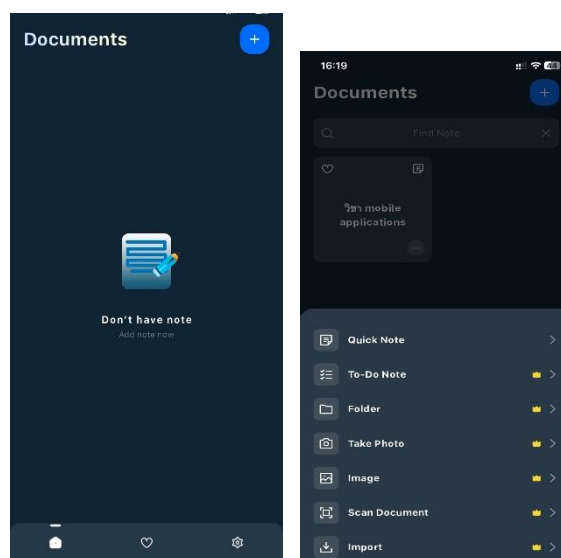 Documents
+
Don't have note
Add note now
16:19
44
Documents
+
Find Note
วิชา mobile
applications
Quick Note
To-Do Note
Folder
Take Photo
Image
Scan Document
Import